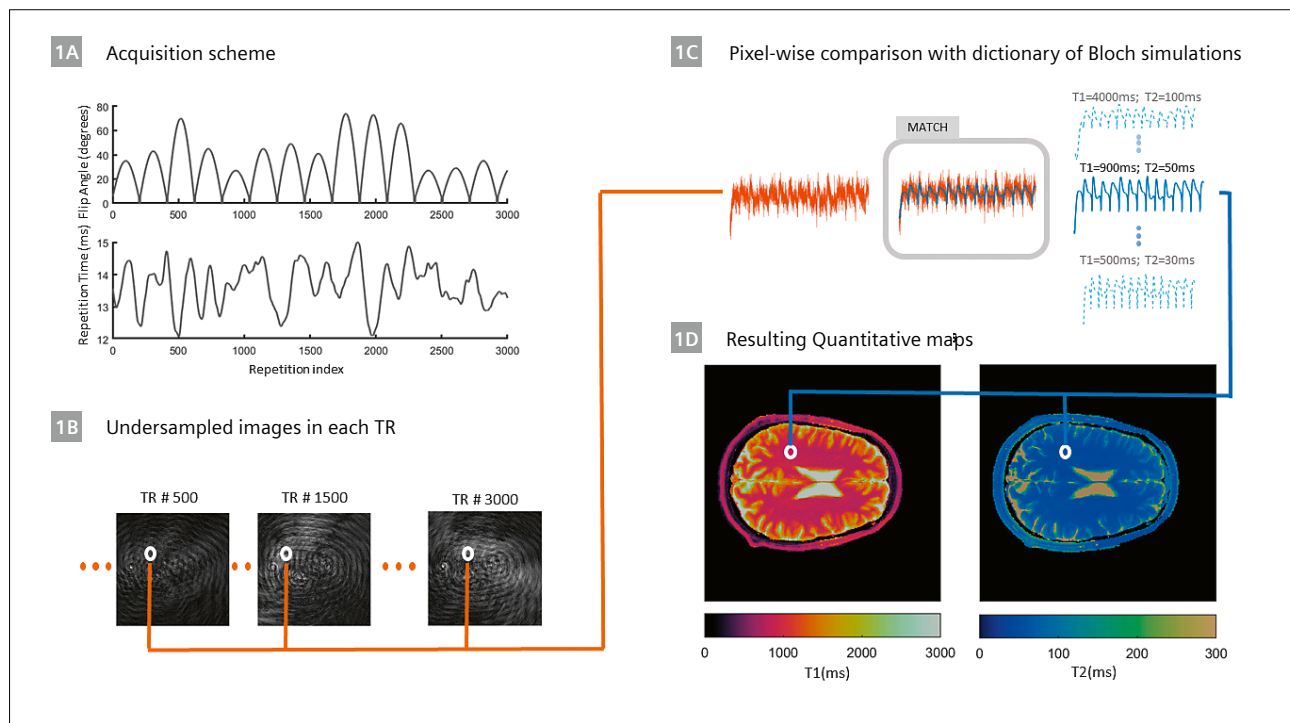 1A Acquisition scheme
Flip Angle (degrees)
80
60
40
20
0
0 500 1000 1500 2000 2500 3000
Repetition Time (ms)
15
14
13
12
0 500 1000 1500 2000 2500 3000
Repetition index
1B Undersampled images in each TR
TR # 500 TR # 1500 TR # 3000
1C Pixel-wise comparison with dictionary of Bloch simulations
MATCH
T1=4000ms; T2=100ms
T1=900ms; T2=50ms
T1=500ms; T2=30ms
1D Resulting Quantitative maps
0 1000 2000 3000
T1(ms)
0 100 200 300
T2(ms)